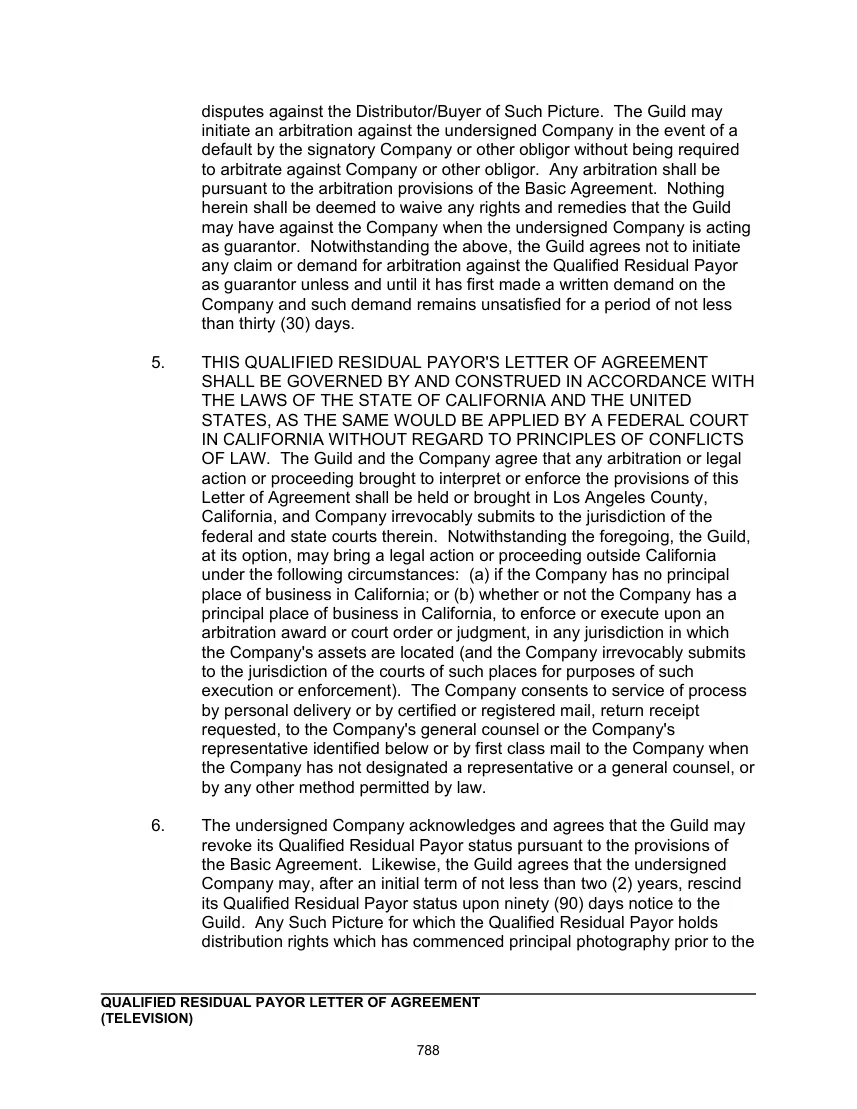 disputes against the Distributor/Buyer of Such Picture.  The Guild may
initiate an arbitration against the undersigned Company in the event of a
default by the signatory Company or other obligor without being required
to arbitrate against Company or other obligor.  Any arbitration shall be
pursuant to the arbitration provisions of the Basic Agreement.  Nothing
herein shall be deemed to waive any rights and remedies that the Guild
may have against the Company when the undersigned Company is acting
as guarantor.  Notwithstanding the above, the Guild agrees not to initiate
any claim or demand for arbitration against the Qualified Residual Payor
as guarantor unless and until it has first made a written demand on the
Company and such demand remains unsatisfied for a period of not less
than thirty (30) days.
5. THIS QUALIFIED RESIDUAL PAYOR'S LETTER OF AGREEMENT
SHALL BE GOVERNED BY AND CONSTRUED IN ACCORDANCE WITH
THE LAWS OF THE STATE OF CALIFORNIA AND THE UNITED
STATES, AS THE SAME WOULD BE APPLIED BY A FEDERAL COURT
IN CALIFORNIA WITHOUT REGARD TO PRINCIPLES OF CONFLICTS
OF LAW.  The Guild and the Company agree that any arbitration or legal
action or proceeding brought to interpret or enforce the provisions of this
Letter of Agreement shall be held or brought in Los Angeles County,
California, and Company irrevocably submits to the jurisdiction of the
federal and state courts therein.  Notwithstanding the foregoing, the Guild,
at its option, may bring a legal action or proceeding outside California
under the following circumstances:  (a) if the Company has no principal
place of business in California; or (b) whether or not the Company has a
principal place of business in California, to enforce or execute upon an
arbitration award or court order or judgment, in any jurisdiction in which
the Company's assets are located (and the Company irrevocably submits
to the jurisdiction of the courts of such places for purposes of such
execution or enforcement).  The Company consents to service of process
by personal delivery or by certified or registered mail, return receipt
requested, to the Company's general counsel or the Company's
representative identified below or by first class mail to the Company when
the Company has not designated a representative or a general counsel, or
by any other method permitted by law.
6. The undersigned Company acknowledges and agrees that the Guild may
revoke its Qualified Residual Payor status pursuant to the provisions of
the Basic Agreement.  Likewise, the Guild agrees that the undersigned
Company may, after an initial term of not less than two (2) years, rescind
its Qualified Residual Payor status upon ninety (90) days notice to the
Guild.  Any Such Picture for which the Qualified Residual Payor holds
distribution rights which has commenced principal photography prior to the
QUALIFIED RESIDUAL PAYOR LETTER OF AGREEMENT
(TELEVISION)
788